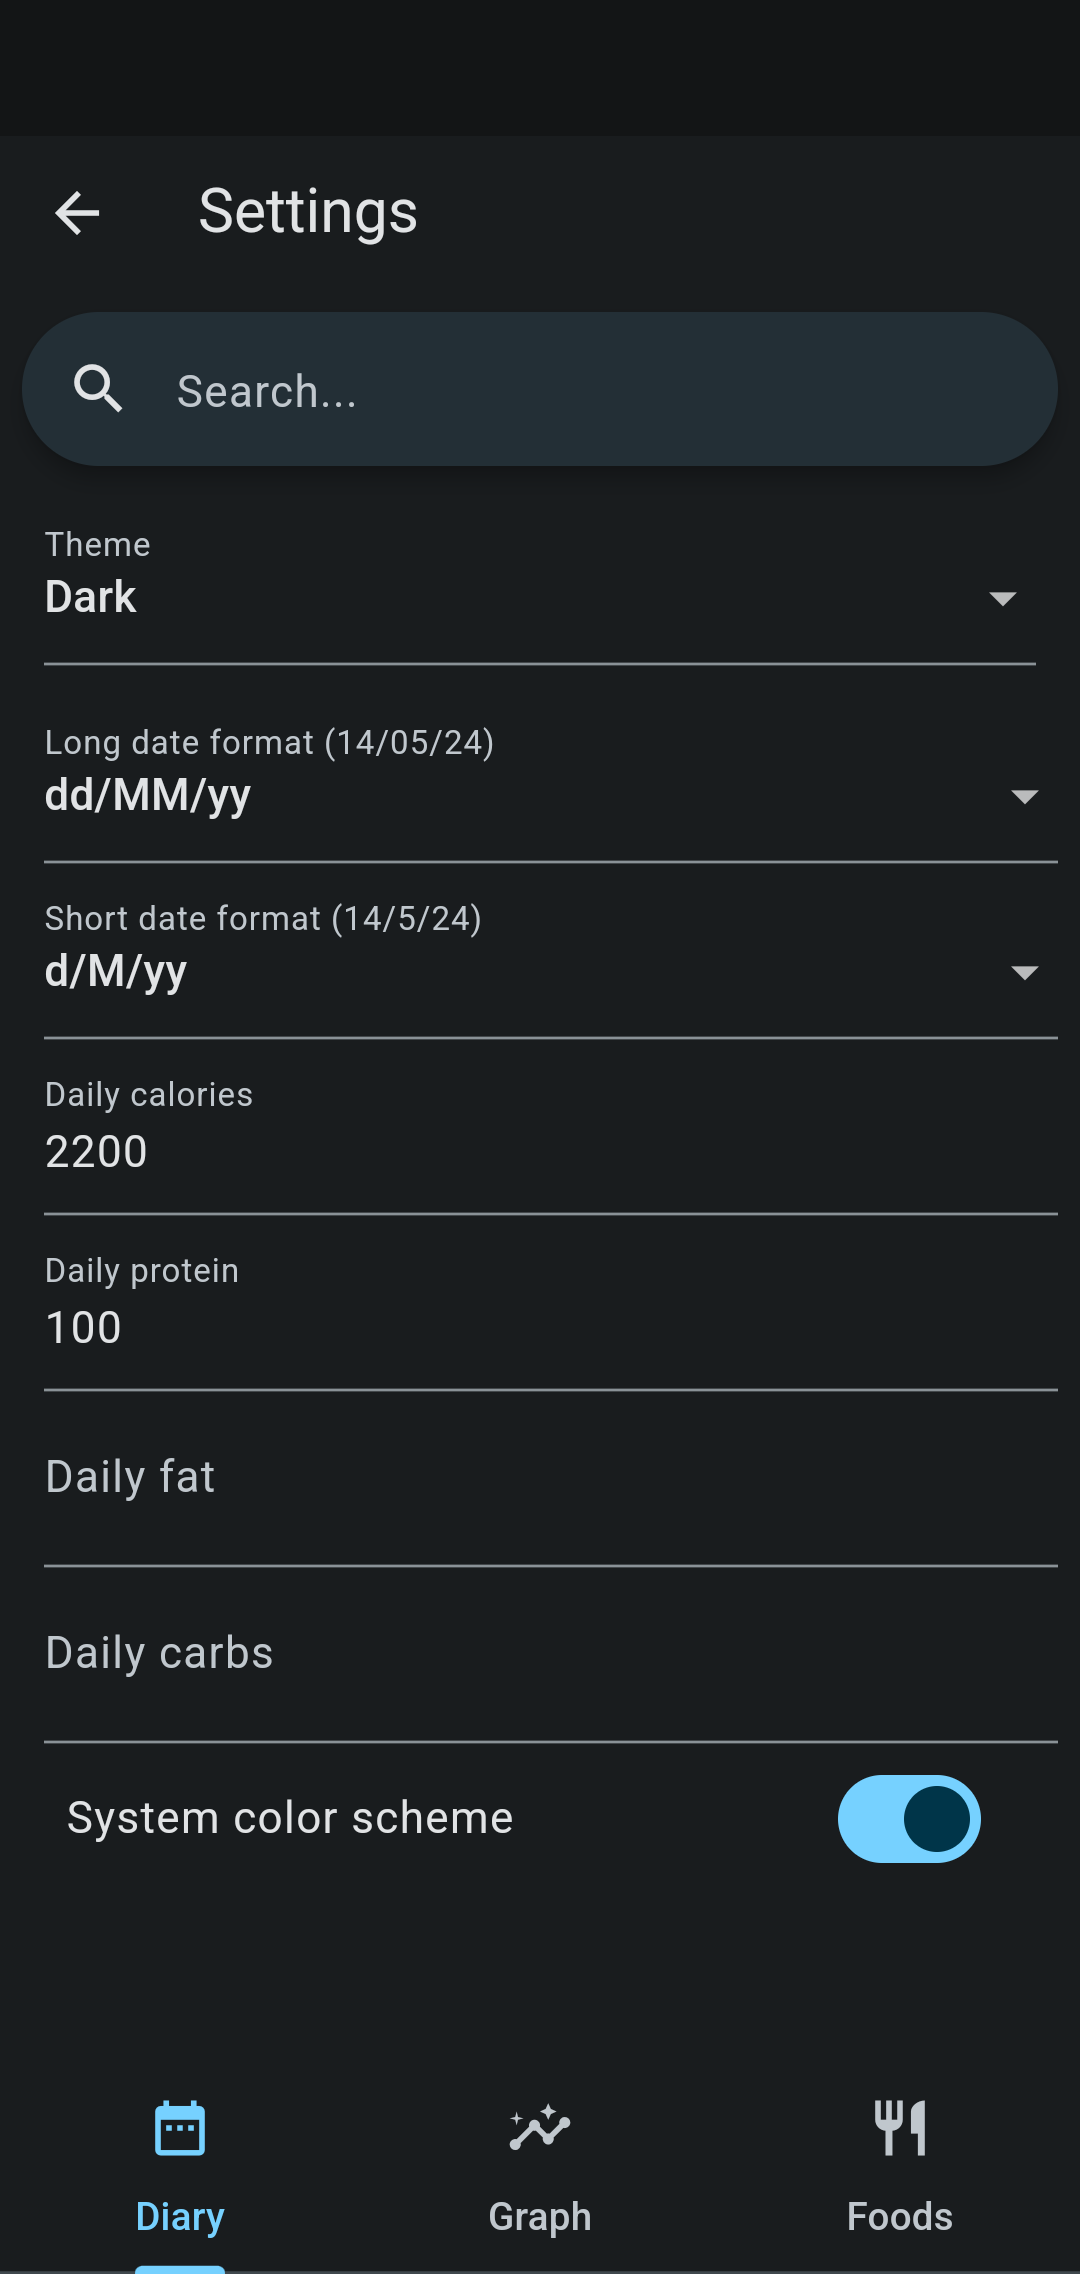 Settings
Search...
Theme
Dark
Long date format (14/05/24)
dd/MM/yy
Short date format (14/5/24)
d/M/yy
Daily calories
2200
Daily protein
100
Daily fat
Daily carbs
System color scheme
Diary
Graph
Foods